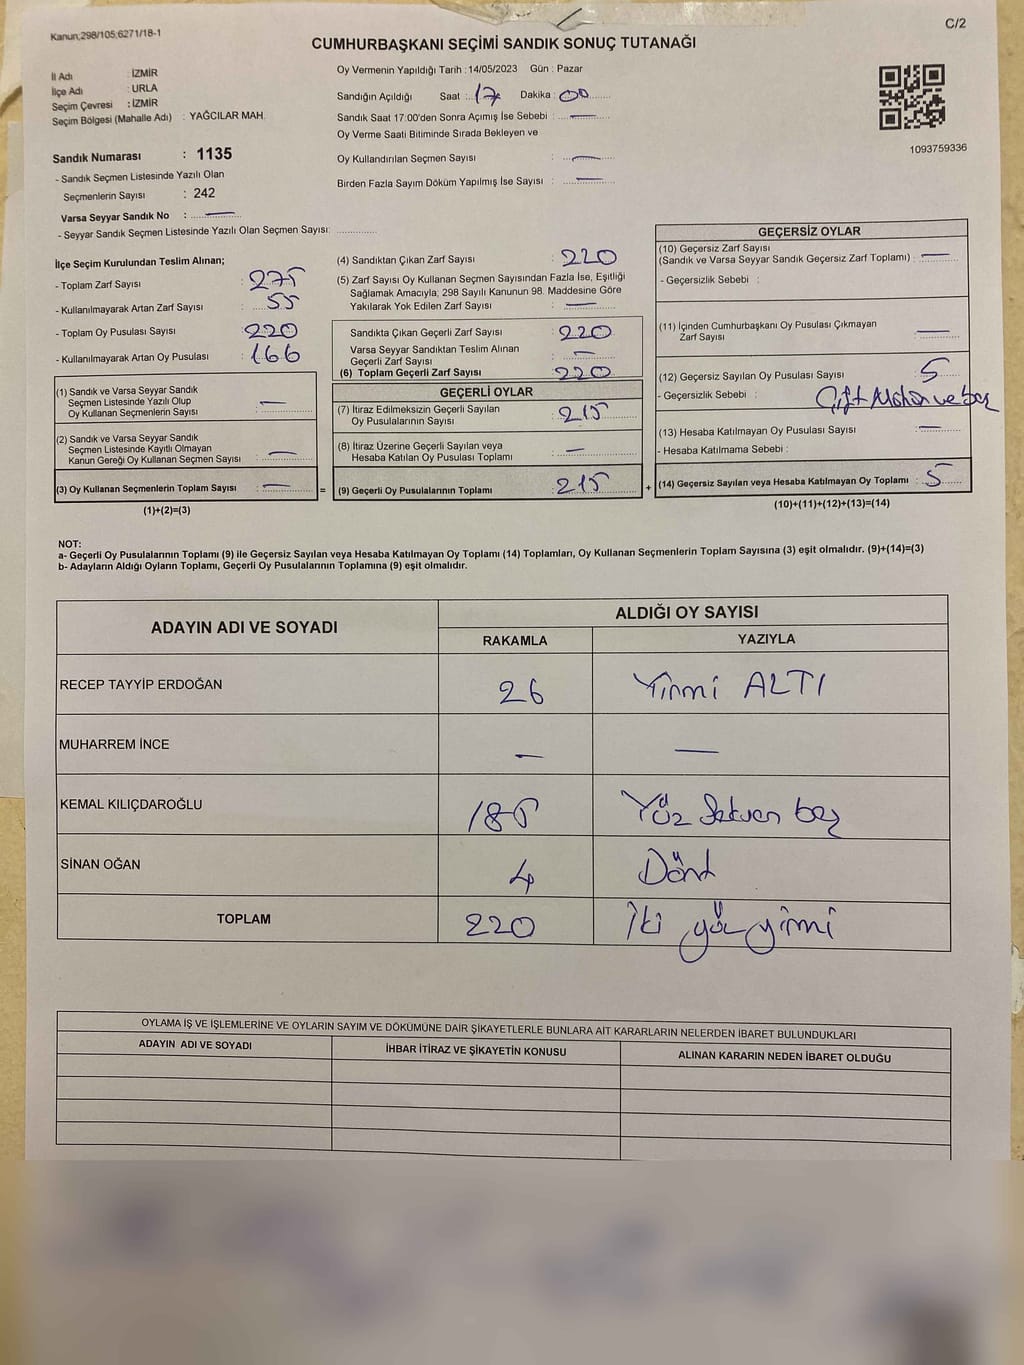 Kanun;298/105;6271/18-1
C/2
CUMHURBAŞKANI SEÇİMİ SANDIK SONUÇ TUTANAĞI
İl Adı : İZMİR
İlçe Adı : URLA
Seçim Çevresi : İZMİR
Seçim Bölgesi (Mahalle Adı) : YAĞCILAR MAH.
Sandık Numarası : 1135
- Sandık Seçmen Listesinde Yazılı Olan
Seçmenlerin Sayısı : 242
Varsa Seyyar Sandık No : —
- Seyyar Sandık Seçmen Listesinde Yazılı Olan Seçmen Sayısı: ............
Oy Vermenin Yapıldığı Tarih : 14/05/2023 Gün : Pazar
Sandığın Açıldığı Saat : 17 Dakika : 00
Sandık Saat 17:00'den Sonra Açımış İse Sebebi : —
Oy Verme Saati Bitiminde Sırada Bekleyen ve
Oy Kullandırılan Seçmen Sayısı : —
Birden Fazla Sayım Döküm Yapılmış İse Sayısı : —
1093759336
İlçe Seçim Kurulundan Teslim Alınan;
- Toplam Zarf Sayısı : 275
- Kullanılmayarak Artan Zarf Sayısı : 55
- Toplam Oy Pusulası Sayısı : 220
- Kullanılmayarak Artan Oy Pusulası : 166
(1) Sandık ve Varsa Seyyar Sandık
Seçmen Listesinde Yazılı Olup
Oy Kullanan Seçmenlerin Sayısı : —
(2) Sandık ve Varsa Seyyar Sandık
Seçmen Listesinde Kayıtlı Olmayan
Kanun Gereği Oy Kullanan Seçmen Sayısı : —
(3) Oy Kullanan Seçmenlerin Toplam Sayısı : — =
(1)+(2)=(3)
(4) Sandıktan Çıkan Zarf Sayısı : 220
(5) Zarf Sayısı Oy Kullanan Seçmen Sayısından Fazla İse, Eşitliği
Sağlamak Amacıyla; 298 Sayılı Kanunun 98. Maddesine Göre
Yakılarak Yok Edilen Zarf Sayısı : —
Sandıkta Çıkan Geçerli Zarf Sayısı : 220
Varsa Seyyar Sandıktan Teslim Alınan
Geçerli Zarf Sayısı : —
(6) Toplam Geçerli Zarf Sayısı : 220
GEÇERLİ OYLAR
(7) İtiraz Edilmeksizin Geçerli Sayılan
Oy Pusulalarının Sayısı : 215
(8) İtiraz Üzerine Geçerli Sayılan veya
Hesaba Katılan Oy Pusulası Toplamı : —
(9) Geçerli Oy Pusulalarının Toplamı : 215 +
GEÇERSİZ OYLAR
(10) Geçersiz Zarf Sayısı
(Sandık ve Varsa Seyyar Sandık Geçersiz Zarf Toplamı) : —
- Geçersizlik Sebebi :
(11) İçinden Cumhurbaşkanı Oy Pusulası Çıkmayan
Zarf Sayısı : —
(12) Geçersiz Sayılan Oy Pusulası Sayısı : 5
- Geçersizlik Sebebi : Çift Mühür ve boş
(13) Hesaba Katılmayan Oy Pusulası Sayısı : —
- Hesaba Katılmama Sebebi :
(14) Geçersiz Sayılan veya Hesaba Katılmayan Oy Toplamı : 5
(10)+(11)+(12)+(13)=(14)
NOT:
a- Geçerli Oy Pusulalarının Toplamı (9) ile Geçersiz Sayılan veya Hesaba Katılmayan Oy Toplamı (14) Toplamları, Oy Kullanan Seçmenlerin Toplam Sayısına (3) eşit olmalıdır. (9)+(14)=(3)
b- Adayların Aldığı Oyların Toplamı, Geçerli Oy Pusulalarının Toplamına (9) eşit olmalıdır.
ADAYIN ADI VE SOYADI ALDIĞI OY SAYISI
RAKAMLA YAZIYLA
RECEP TAYYİP ERDOĞAN 26 Yirmi ALTI
MUHARREM İNCE — —
KEMAL KILIÇDAROĞLU 185 Yüz Seksen beş
SİNAN OĞAN 4 Dört
TOPLAM 220 İki yüz yirmi
OYLAMA İŞ VE İŞLEMLERİNE VE OYLARIN SAYIM VE DÖKÜMÜNE DAİR ŞİKAYETLERLE BUNLARA AİT KARARLARIN NELERDEN İBARET BULUNDUKLARI
ADAYIN ADI VE SOYADI İHBAR İTİRAZ VE ŞİKAYETİN KONUSU ALINAN KARARIN NEDEN İBARET OLDUĞU